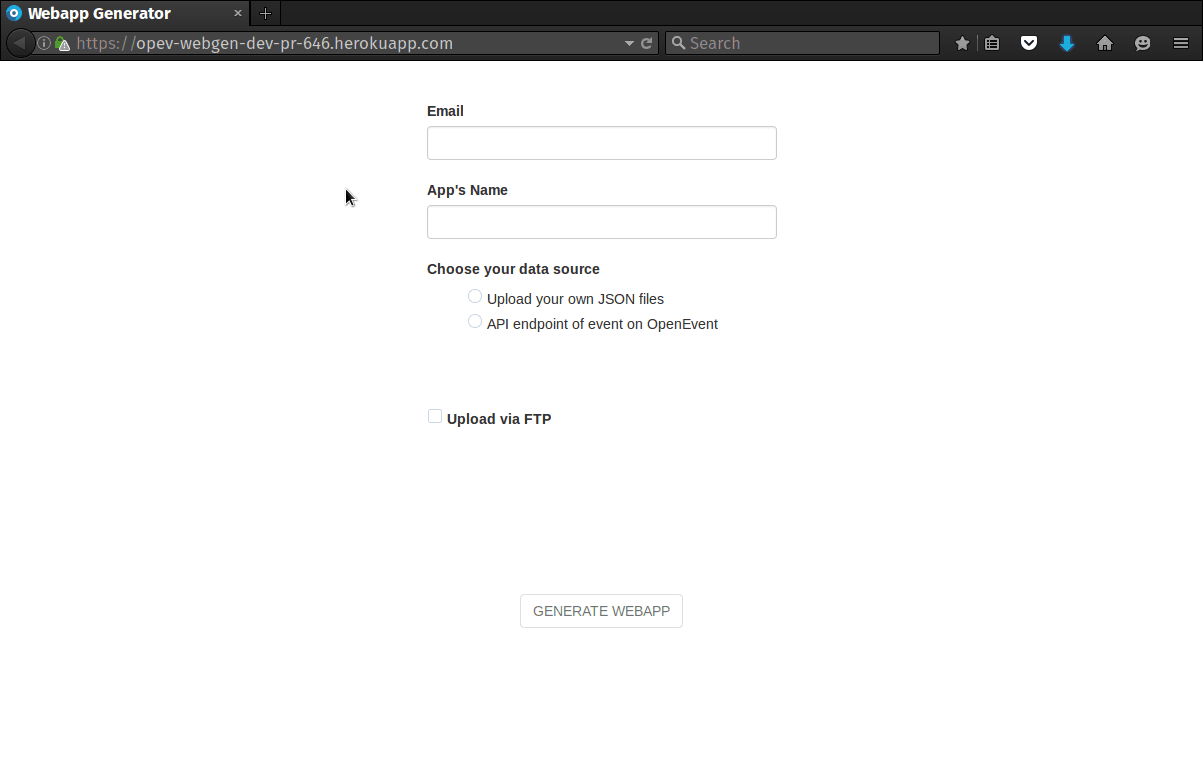 Webapp Generator
https://opev-webgen-dev-pr-646.herokuapp.com
Search
Email
App's Name
Choose your data source
Upload your own JSON files
API endpoint of event on OpenEvent
Upload via FTP
GENERATE WEBAPP